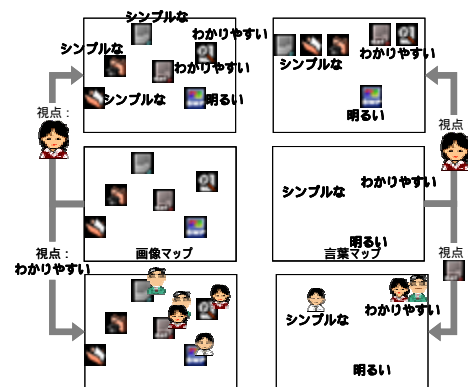 シンプルな
わかりやすい
シンプルな
わかりやすい
シンプルな
明るい
シンプルな
わかりやすい
明るい
視点：
視点
画像マップ
シンプルな
わかりやすい
明るい
言葉マップ
視点：
わかりやすい
視点
シンプルな
わかりやすい
明るい